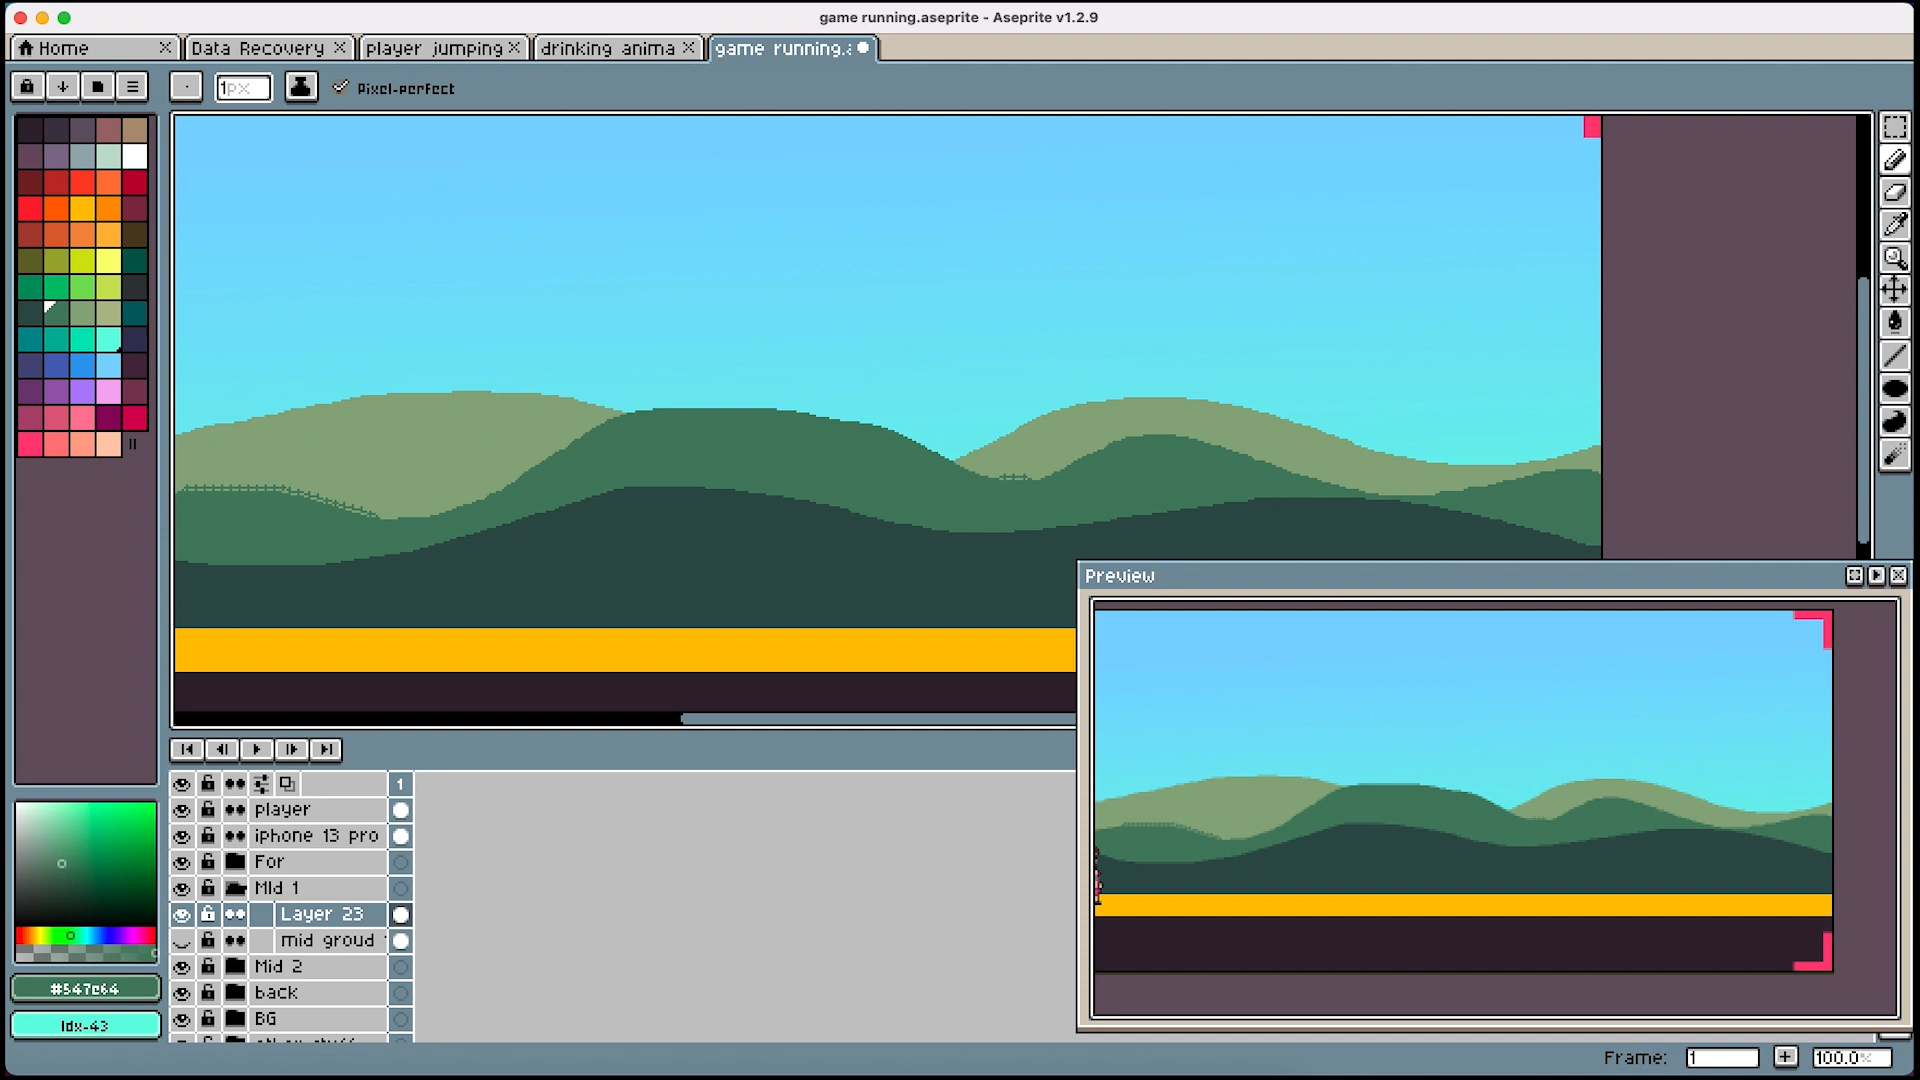 game running.aseprite - Aseprite v1.2.9
Home
Data Recovery
player jumping
drinking anima
game running.
1px
Pixel-perfect
Preview
1
player
iphone 13 pro
For
MId 1
Layer 23
mid groud
Mid 2
back
BG
#547c64
Idx-43
Frame: 1
100.0%